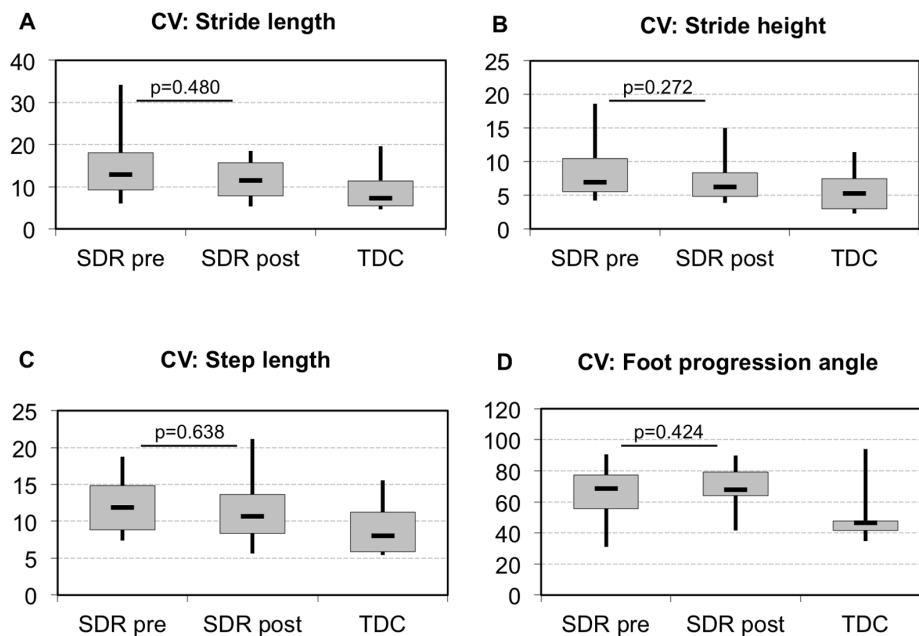 A CV: Stride length
40
30
20
10
0
p=0.480
SDR pre SDR post TDC
B CV: Stride height
25
20
15
10
5
0
p=0.272
SDR pre SDR post TDC
C CV: Step length
25
20
15
10
5
0
p=0.638
SDR pre SDR post TDC
D CV: Foot progression angle
120
100
80
60
40
20
0
p=0.424
SDR pre SDR post TDC